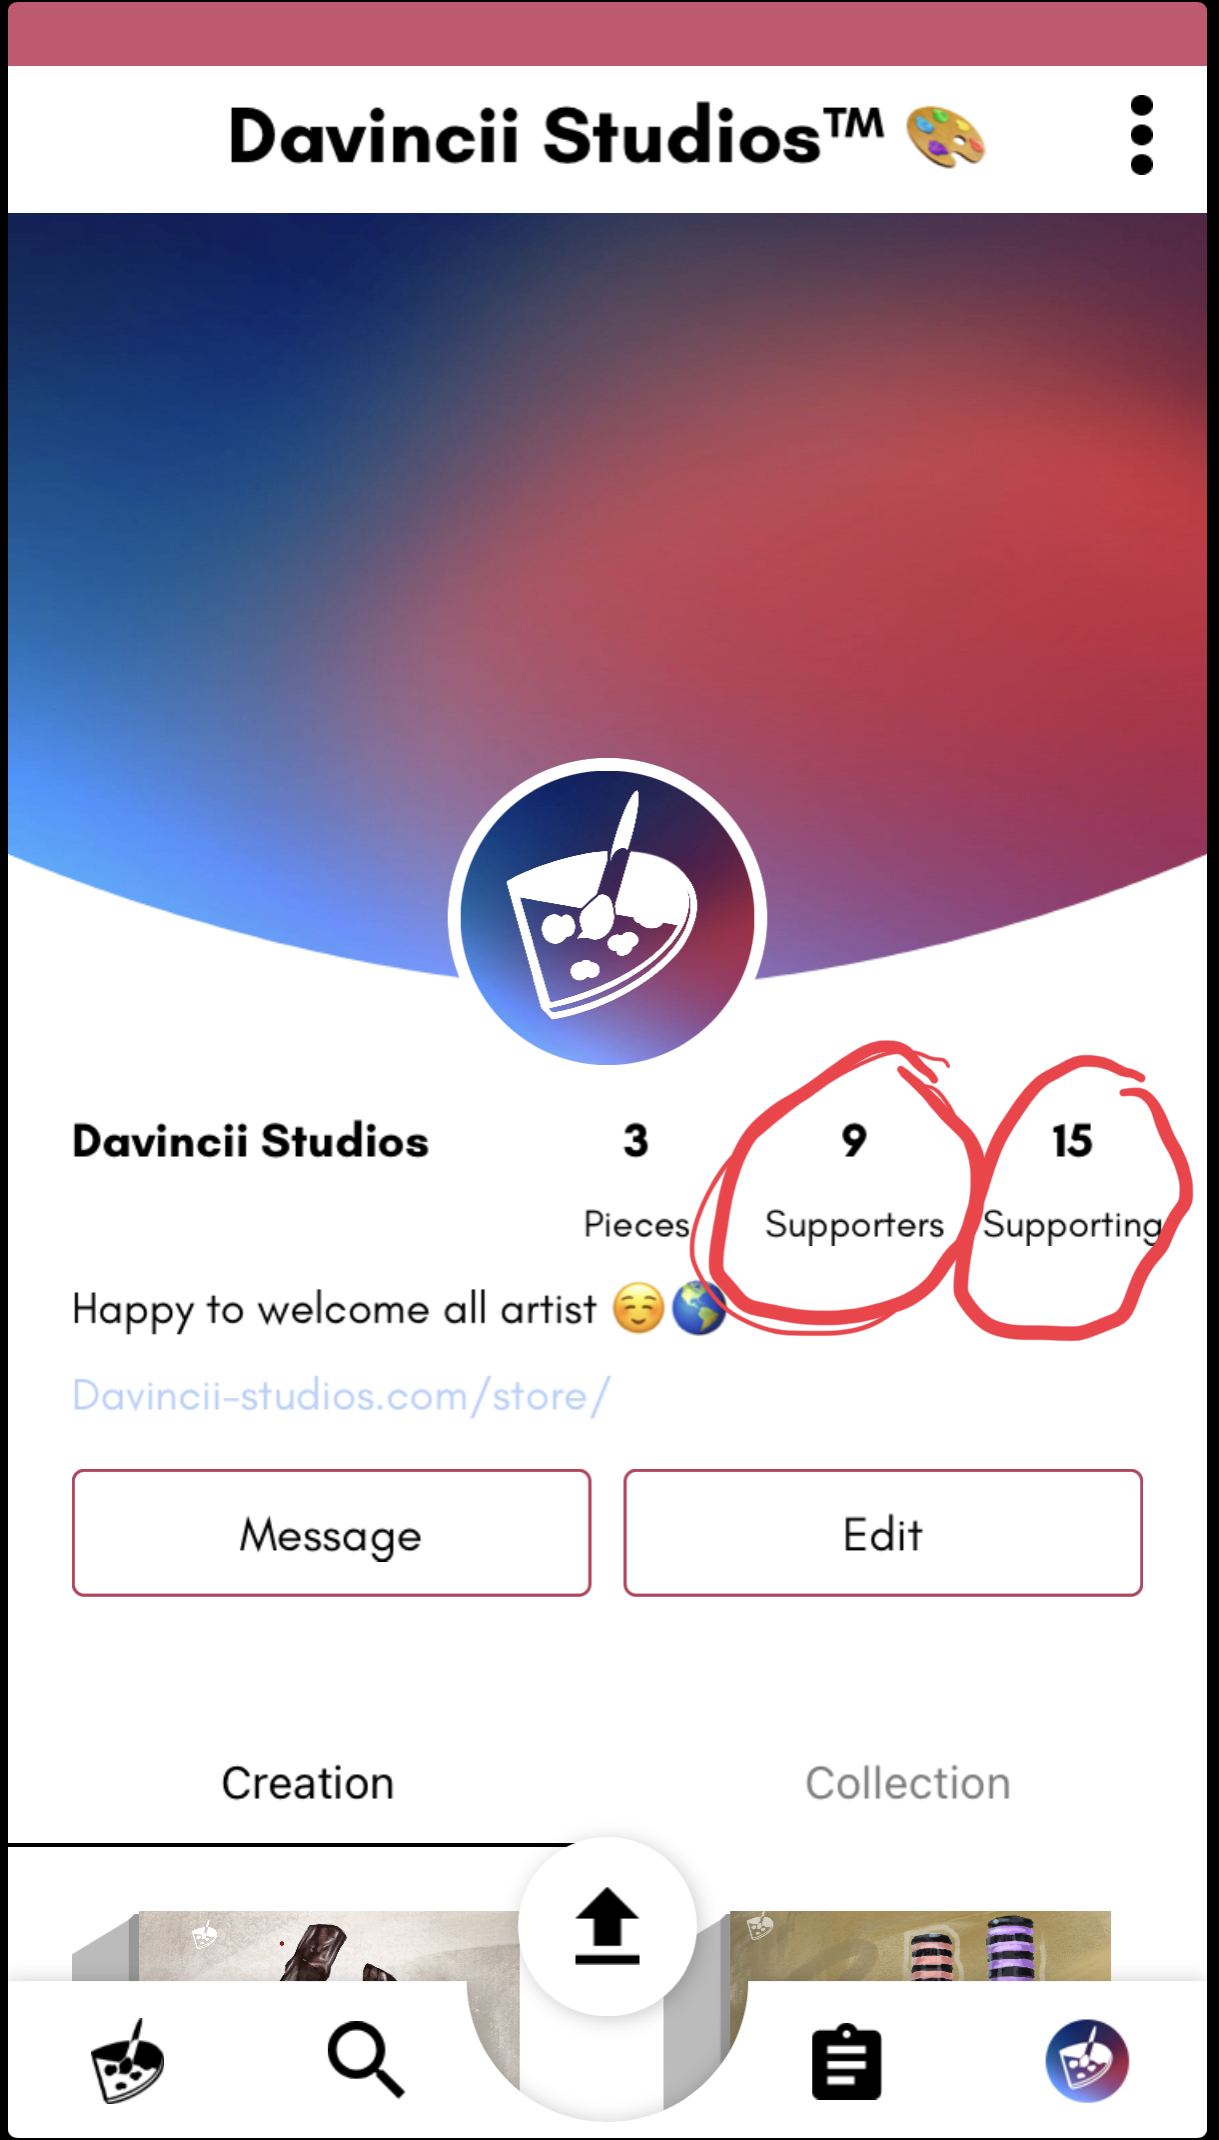 Davincii Studios™ 🎨
Davincii Studios
3 9 15
Pieces Supporters Supporting
Happy to welcome all artist ☺️🌎
Davincii-studios.com/store/
Message Edit
Creation Collection